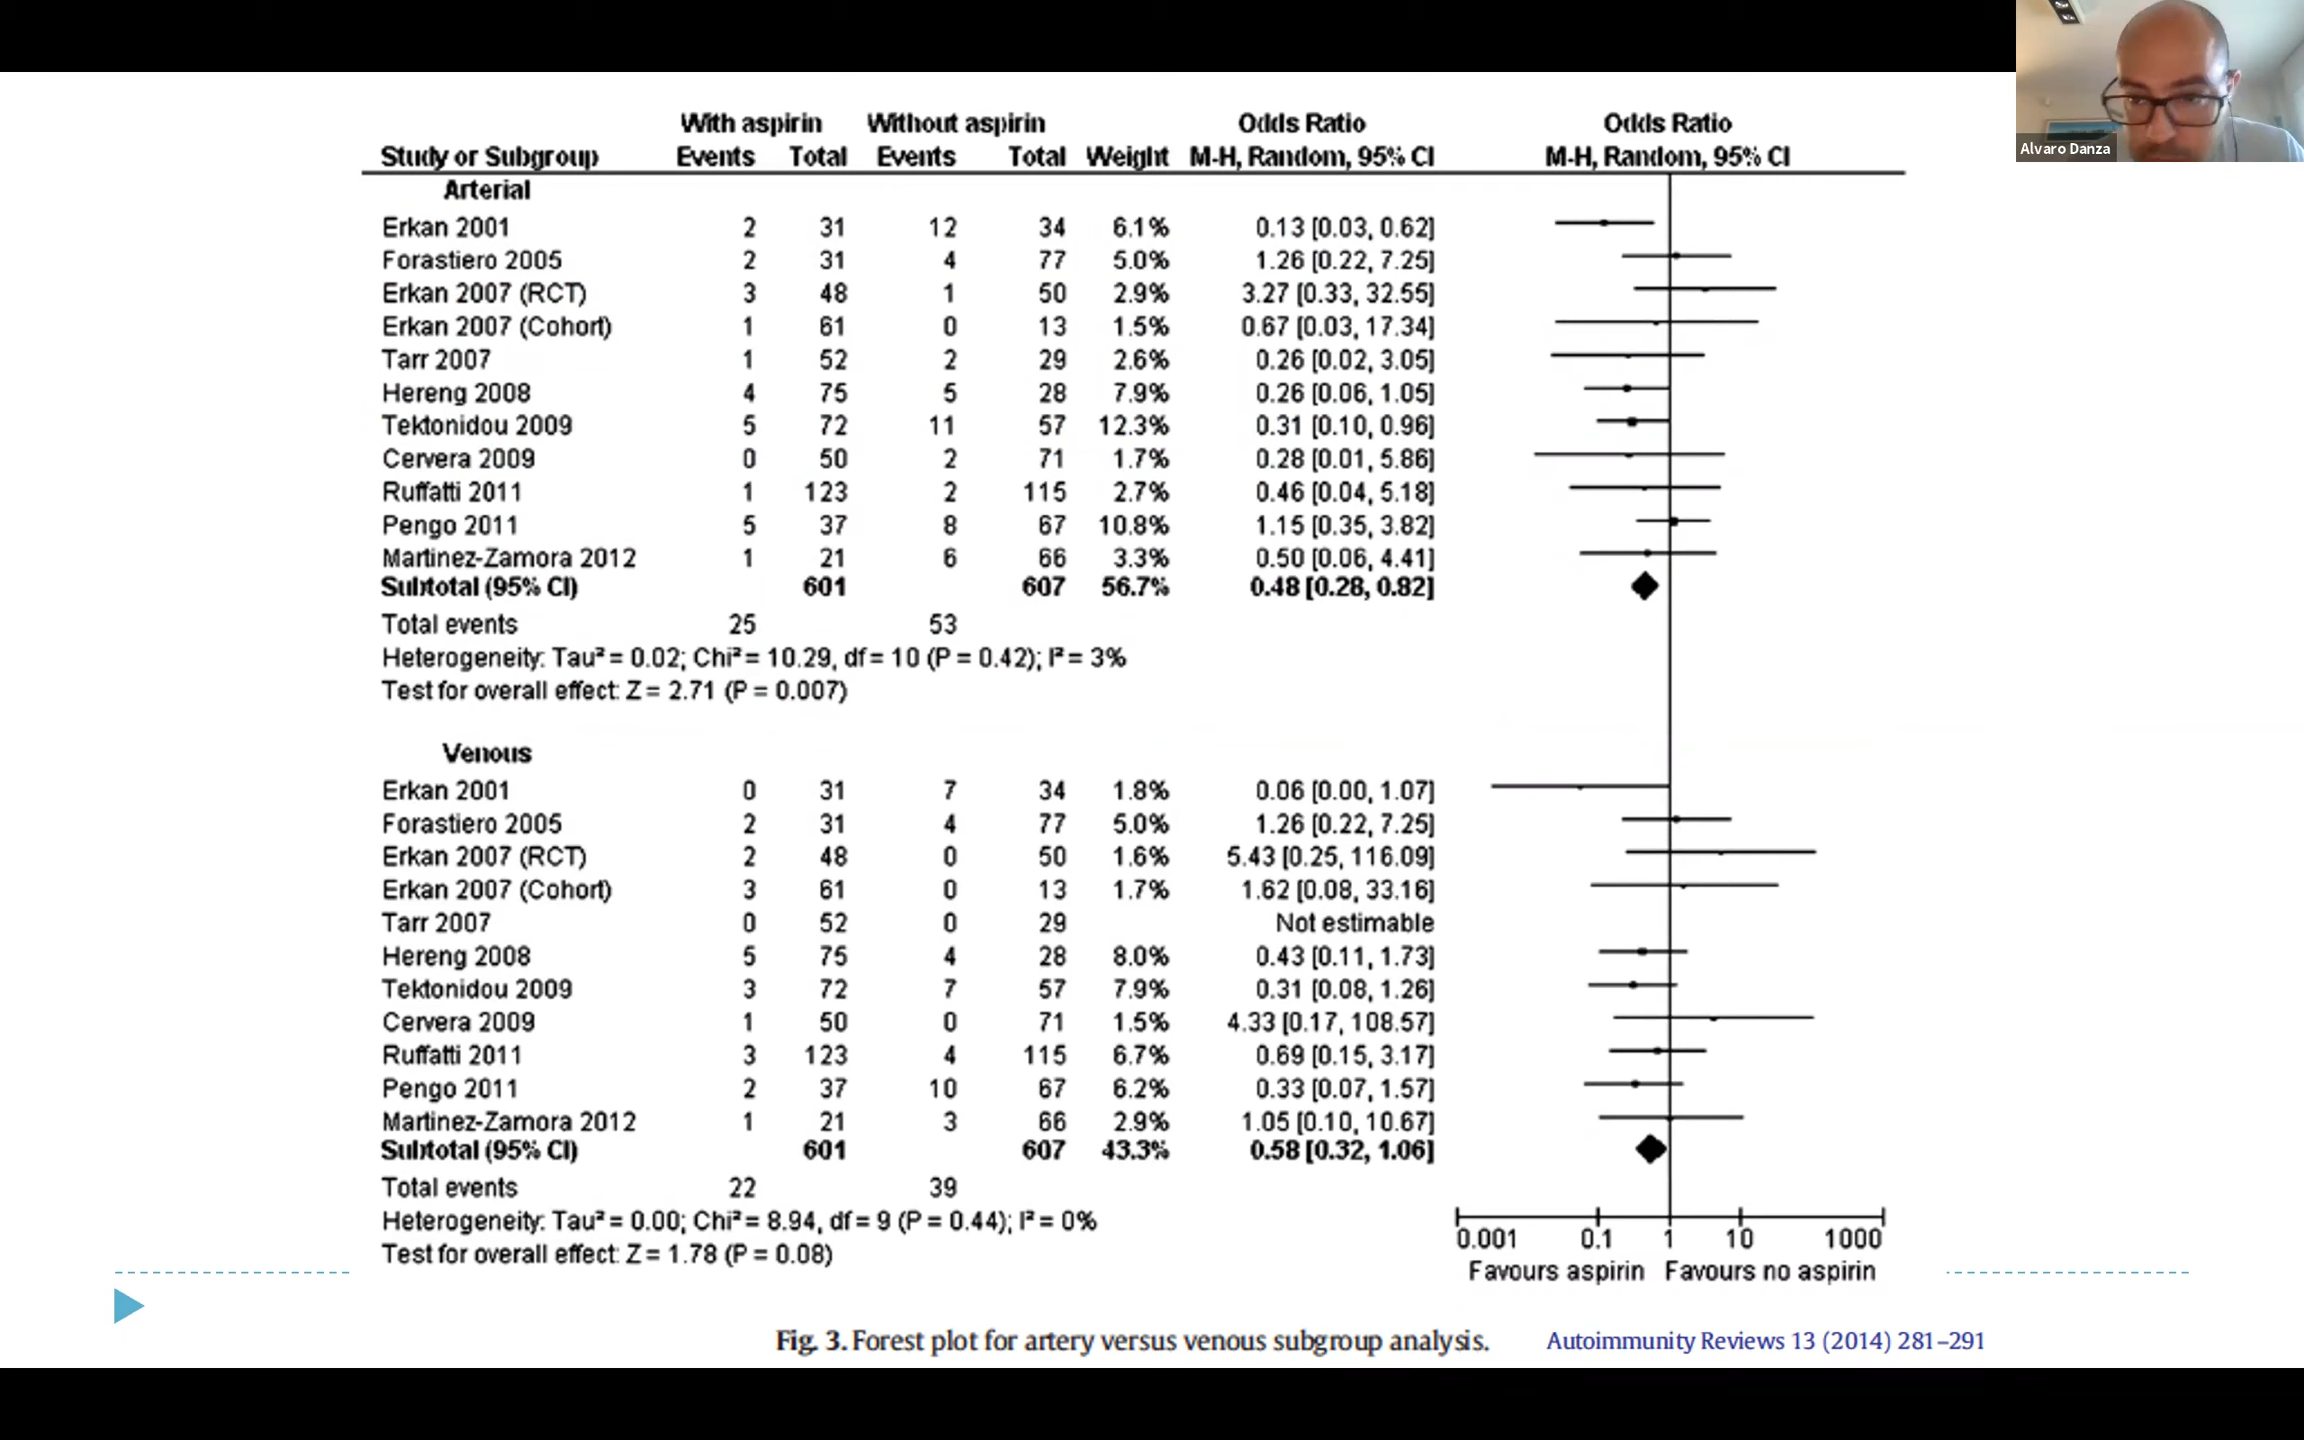 Alvaro Danza
With aspirin Without aspirin Odds Ratio Odds Ratio
Study or Subgroup Events Total Events Total Weight M-H, Random, 95% CI M-H, Random, 95% CI
Arterial
Erkan 2001 2 31 12 34 6.1% 0.13 [0.03, 0.62]
Forastiero 2005 2 31 4 77 5.0% 1.26 [0.22, 7.25]
Erkan 2007 (RCT) 3 48 1 50 2.9% 3.27 [0.33, 32.55]
Erkan 2007 (Cohort) 1 61 0 13 1.5% 0.67 [0.03, 17.34]
Tarr 2007 1 52 2 29 2.6% 0.26 [0.02, 3.05]
Hereng 2008 4 75 5 28 7.9% 0.26 [0.06, 1.05]
Tektonidou 2009 5 72 11 57 12.3% 0.31 [0.10, 0.96]
Cervera 2009 0 50 2 71 1.7% 0.28 [0.01, 5.86]
Ruffatti 2011 1 123 2 115 2.7% 0.46 [0.04, 5.18]
Pengo 2011 5 37 8 67 10.8% 1.15 [0.35, 3.82]
Martinez-Zamora 2012 1 21 6 66 3.3% 0.50 [0.06, 4.41]
Subtotal (95% CI) 601 607 56.7% 0.48 [0.28, 0.82]
Total events 25 53
Heterogeneity: Tau² = 0.02; Chi² = 10.29, df = 10 (P = 0.42); I² = 3%
Test for overall effect: Z = 2.71 (P = 0.007)
Venous
Erkan 2001 0 31 7 34 1.8% 0.06 [0.00, 1.07]
Forastiero 2005 2 31 4 77 5.0% 1.26 [0.22, 7.25]
Erkan 2007 (RCT) 2 48 0 50 1.6% 5.43 [0.25, 116.09]
Erkan 2007 (Cohort) 3 61 0 13 1.7% 1.62 [0.08, 33.16]
Tarr 2007 0 52 0 29 Not estimable
Hereng 2008 5 75 4 28 8.0% 0.43 [0.11, 1.73]
Tektonidou 2009 3 72 7 57 7.9% 0.31 [0.08, 1.26]
Cervera 2009 1 50 0 71 1.5% 4.33 [0.17, 108.57]
Ruffatti 2011 3 123 4 115 6.7% 0.69 [0.15, 3.17]
Pengo 2011 2 37 10 67 6.2% 0.33 [0.07, 1.57]
Martinez-Zamora 2012 1 21 3 66 2.9% 1.05 [0.10, 10.67]
Subtotal (95% CI) 601 607 43.3% 0.58 [0.32, 1.06]
Total events 22 39
Heterogeneity: Tau² = 0.00; Chi² = 8.94, df = 9 (P = 0.44); I² = 0%
Test for overall effect: Z = 1.78 (P = 0.08)
0.001 0.1 1 10 1000
Favours aspirin Favours no aspirin
Fig. 3. Forest plot for artery versus venous subgroup analysis. Autoimmunity Reviews 13 (2014) 281–291